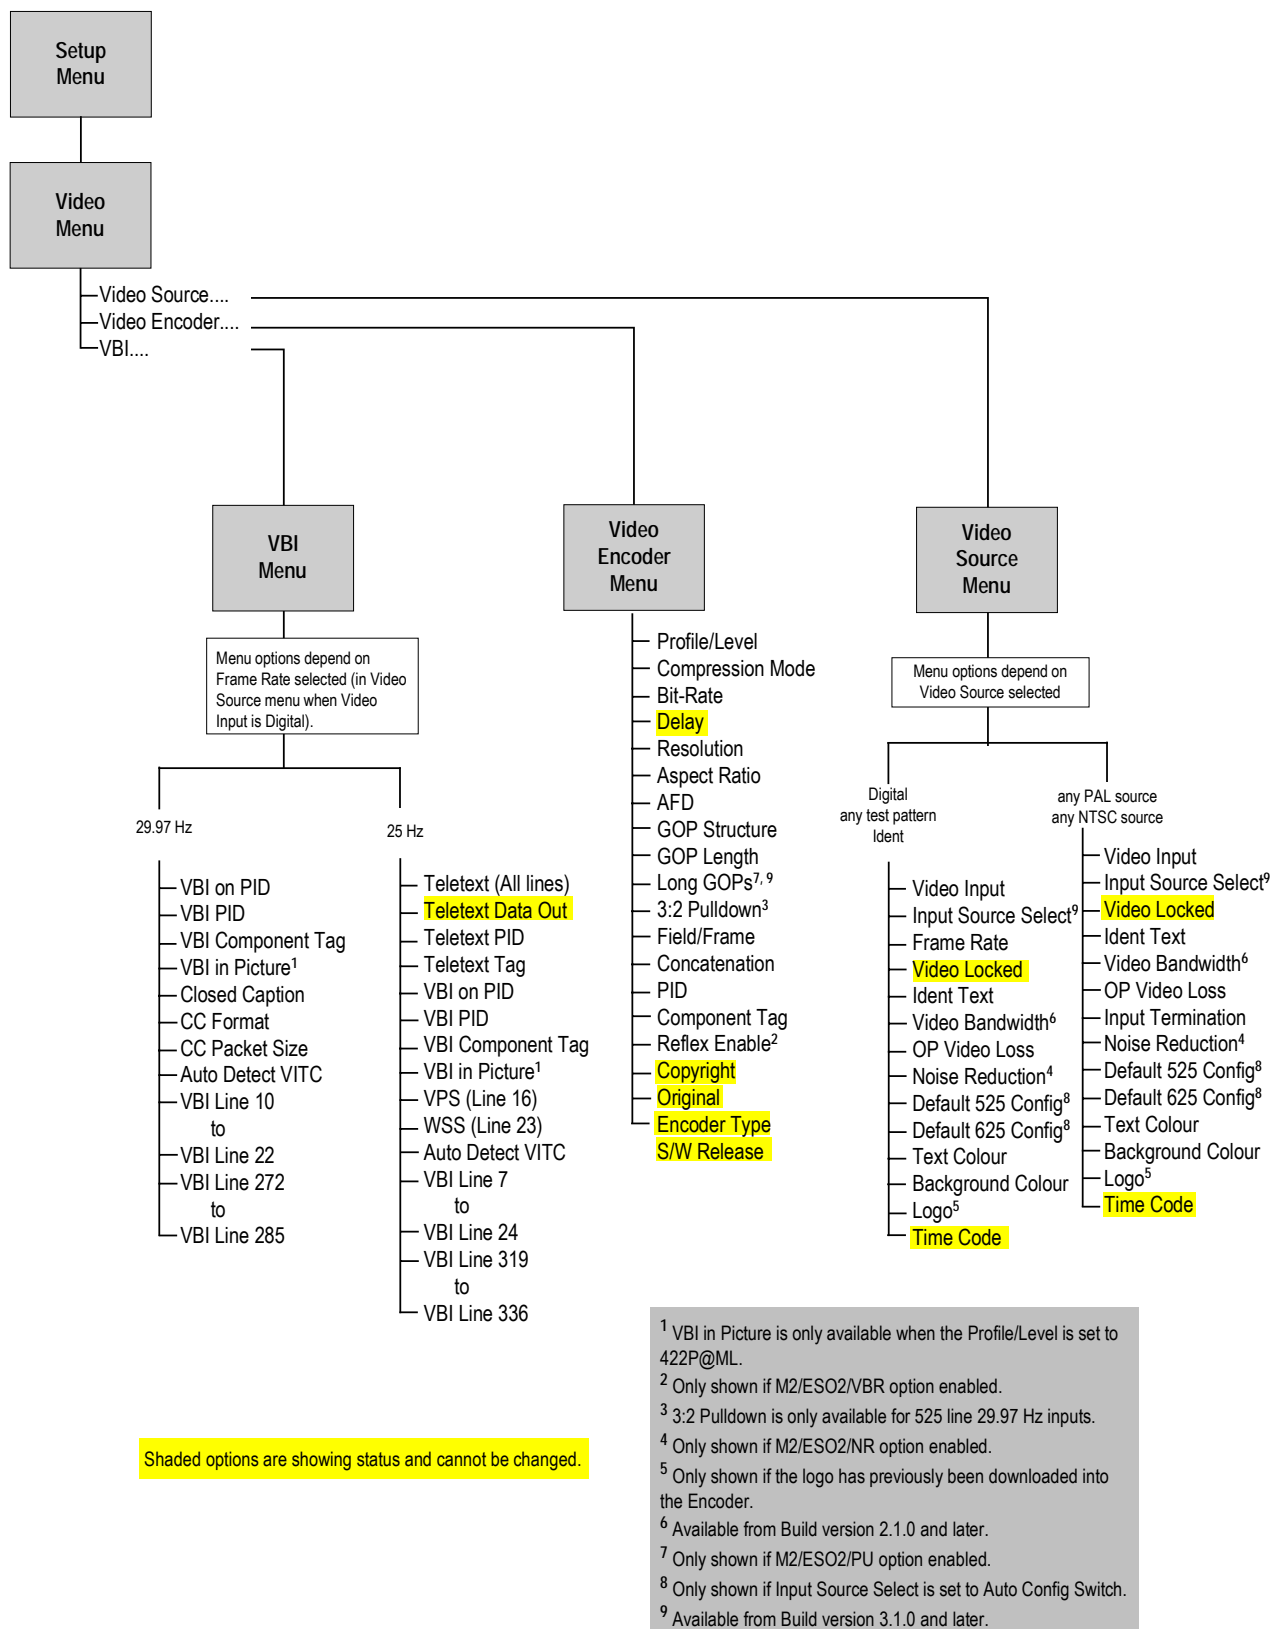 Setup
Menu
Video
Menu
Video Source....
Video Encoder....
VBI....
VBI
Menu
Menu options depend on
Frame Rate selected (in Video
Source menu when Video
Input is Digital).
29.97 Hz
VBI on PID
VBI PID
VBI Component Tag
VBI in Picture¹
Closed Caption
CC Format
CC Packet Size
Auto Detect VITC
VBI Line 10
to
VBI Line 22
VBI Line 272
to
VBI Line 285
25 Hz
Teletext (All lines)
Teletext Data Out
Teletext PID
Teletext Tag
VBI on PID
VBI PID
VBI Component Tag
VBI in Picture¹
VPS (Line 16)
WSS (Line 23)
Auto Detect VITC
VBI Line 7
to
VBI Line 24
VBI Line 319
to
VBI Line 336
Video
Encoder
Menu
Profile/Level
Compression Mode
Bit-Rate
Delay
Resolution
Aspect Ratio
AFD
GOP Structure
GOP Length
Long GOPs⁷, ⁹
3:2 Pulldown³
Field/Frame
Concatenation
PID
Component Tag
Reflex Enable²
Copyright
Original
Encoder Type
S/W Release
Video
Source
Menu
Menu options depend on
Video Source selected
Digital
any test pattern
Ident
Video Input
Input Source Select⁹
Frame Rate
Video Locked
Ident Text
Video Bandwidth⁶
OP Video Loss
Noise Reduction⁴
Default 525 Config⁸
Default 625 Config⁸
Text Colour
Background Colour
Logo⁵
Time Code
any PAL source
any NTSC source
Video Input
Input Source Select⁹
Video Locked
Ident Text
Video Bandwidth⁶
OP Video Loss
Input Termination
Noise Reduction⁴
Default 525 Config⁸
Default 625 Config⁸
Text Colour
Background Colour
Logo⁵
Time Code
Shaded options are showing status and cannot be changed.
¹ VBI in Picture is only available when the Profile/Level is set to
422P@ML.
² Only shown if M2/ESO2/VBR option enabled.
³ 3:2 Pulldown is only available for 525 line 29.97 Hz inputs.
⁴ Only shown if M2/ESO2/NR option enabled.
⁵ Only shown if the logo has previously been downloaded into
the Encoder.
⁶ Available from Build version 2.1.0 and later.
⁷ Only shown if M2/ESO2/PU option enabled.
⁸ Only shown if Input Source Select is set to Auto Config Switch.
⁹ Available from Build version 3.1.0 and later.